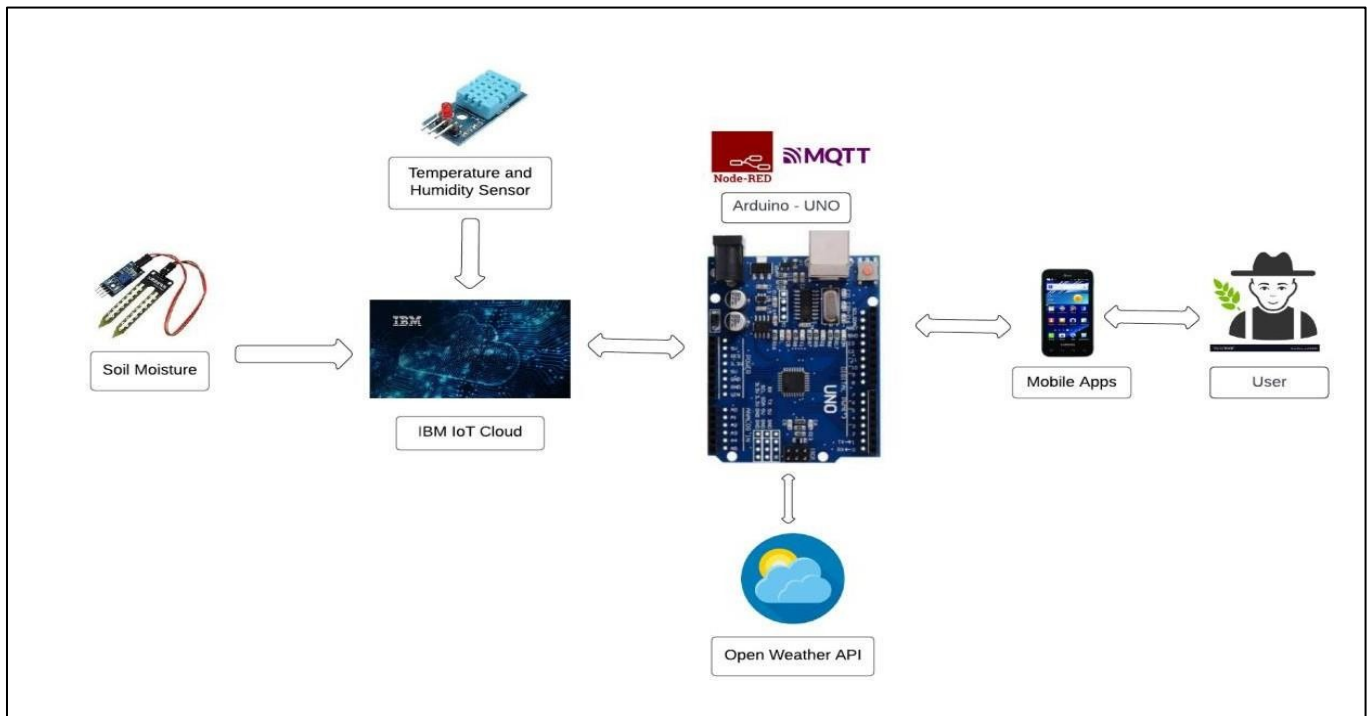 Node-RED
MQTT
Temperature and
Humidity Sensor
Arduino - UNO
IBM
UNO
Soil Moisture
Mobile Apps
User
IBM IoT Cloud
Open Weather API